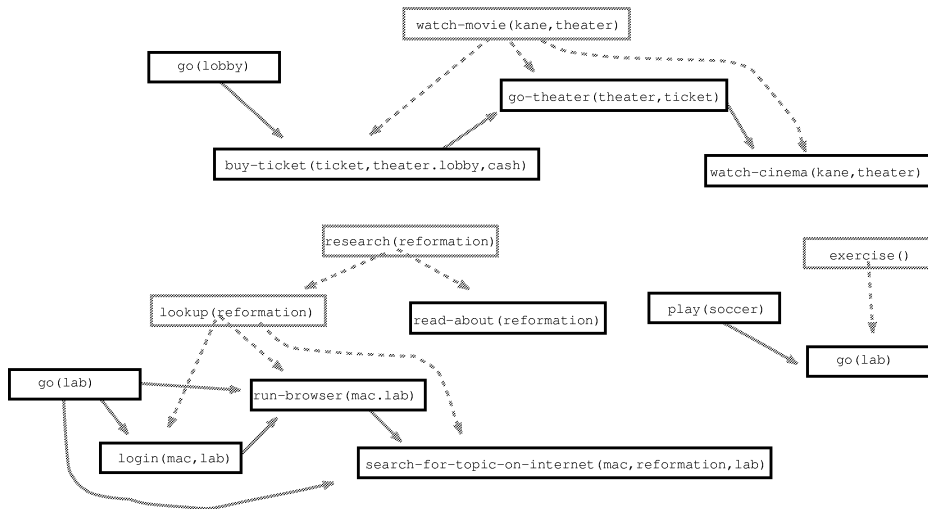 watch-movie(kane,theater)
go(lobby)
go-theater(theater,ticket)
buy-ticket(ticket,theater.lobby,cash)
watch-cinema(kane,theater)
research(reformation)
exercise()
lookup(reformation)
read-about(reformation)
play(soccer)
go(lab)
go(lab)
run-browser(mac.lab)
login(mac,lab)
search-for-topic-on-internet(mac,reformation,lab)